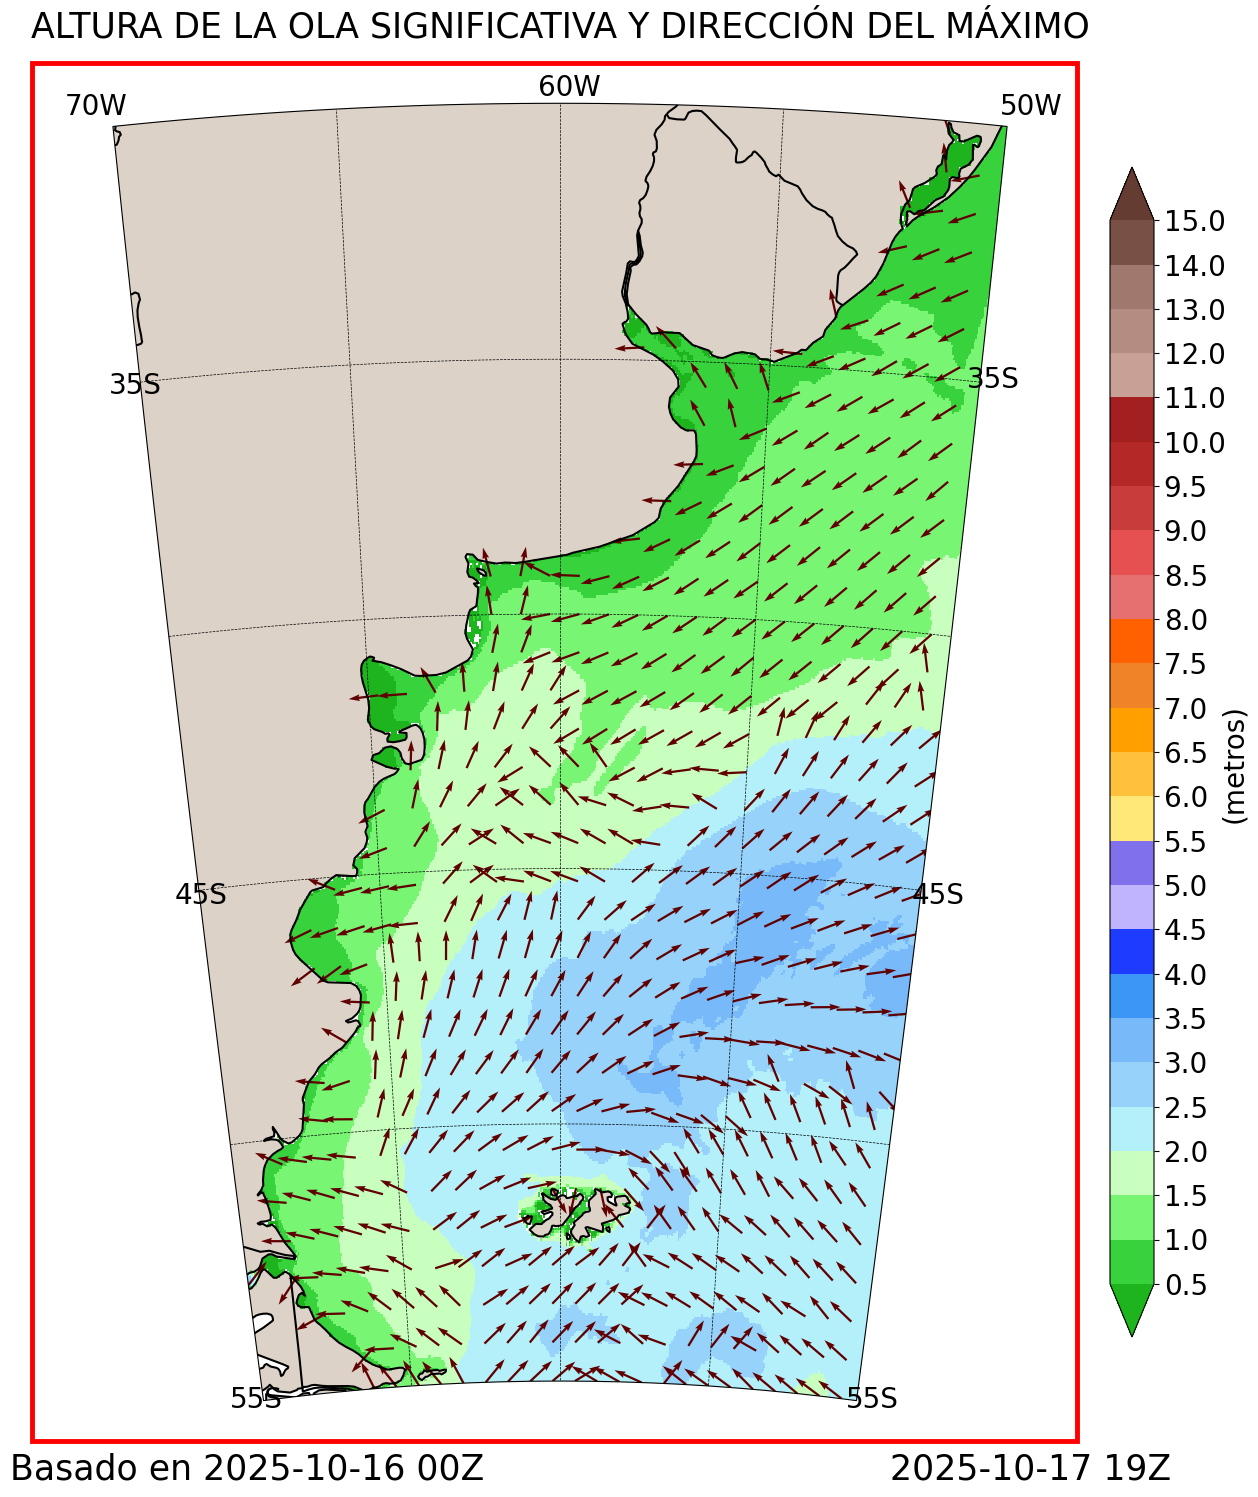 ALTURA DE LA OLA SIGNIFICATIVA Y DIRECCIÓN DEL MÁXIMO
70W
60W
50W
35S
35S
45S
45S
55S
55S
15.0
14.0
13.0
12.0
11.0
10.0
9.5
9.0
8.5
8.0
7.5
7.0
6.5
6.0
5.5
5.0
4.5
4.0
3.5
3.0
2.5
2.0
1.5
1.0
0.5
(metros)
Basado en 2025-10-16 00Z
2025-10-17 19Z